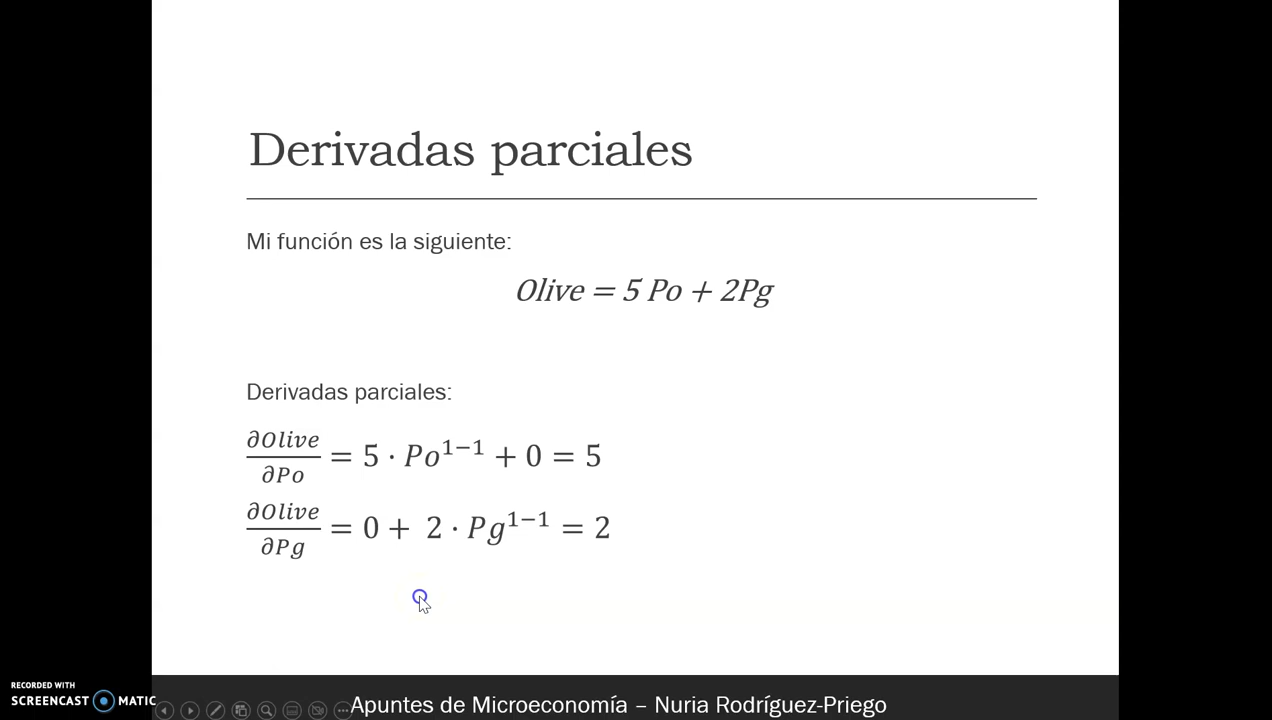 Derivadas parciales
Mi función es la siguiente:
Olive = 5 Po + 2Pg
Derivadas parciales:
∂Olive/∂Po = 5 · Po^{1−1} + 0 = 5
∂Olive/∂Pg = 0 + 2 · Pg^{1−1} = 2
RECORDED WITH
SCREENCAST MATIC
Apuntes de Microeconomía – Nuria Rodríguez-Priego